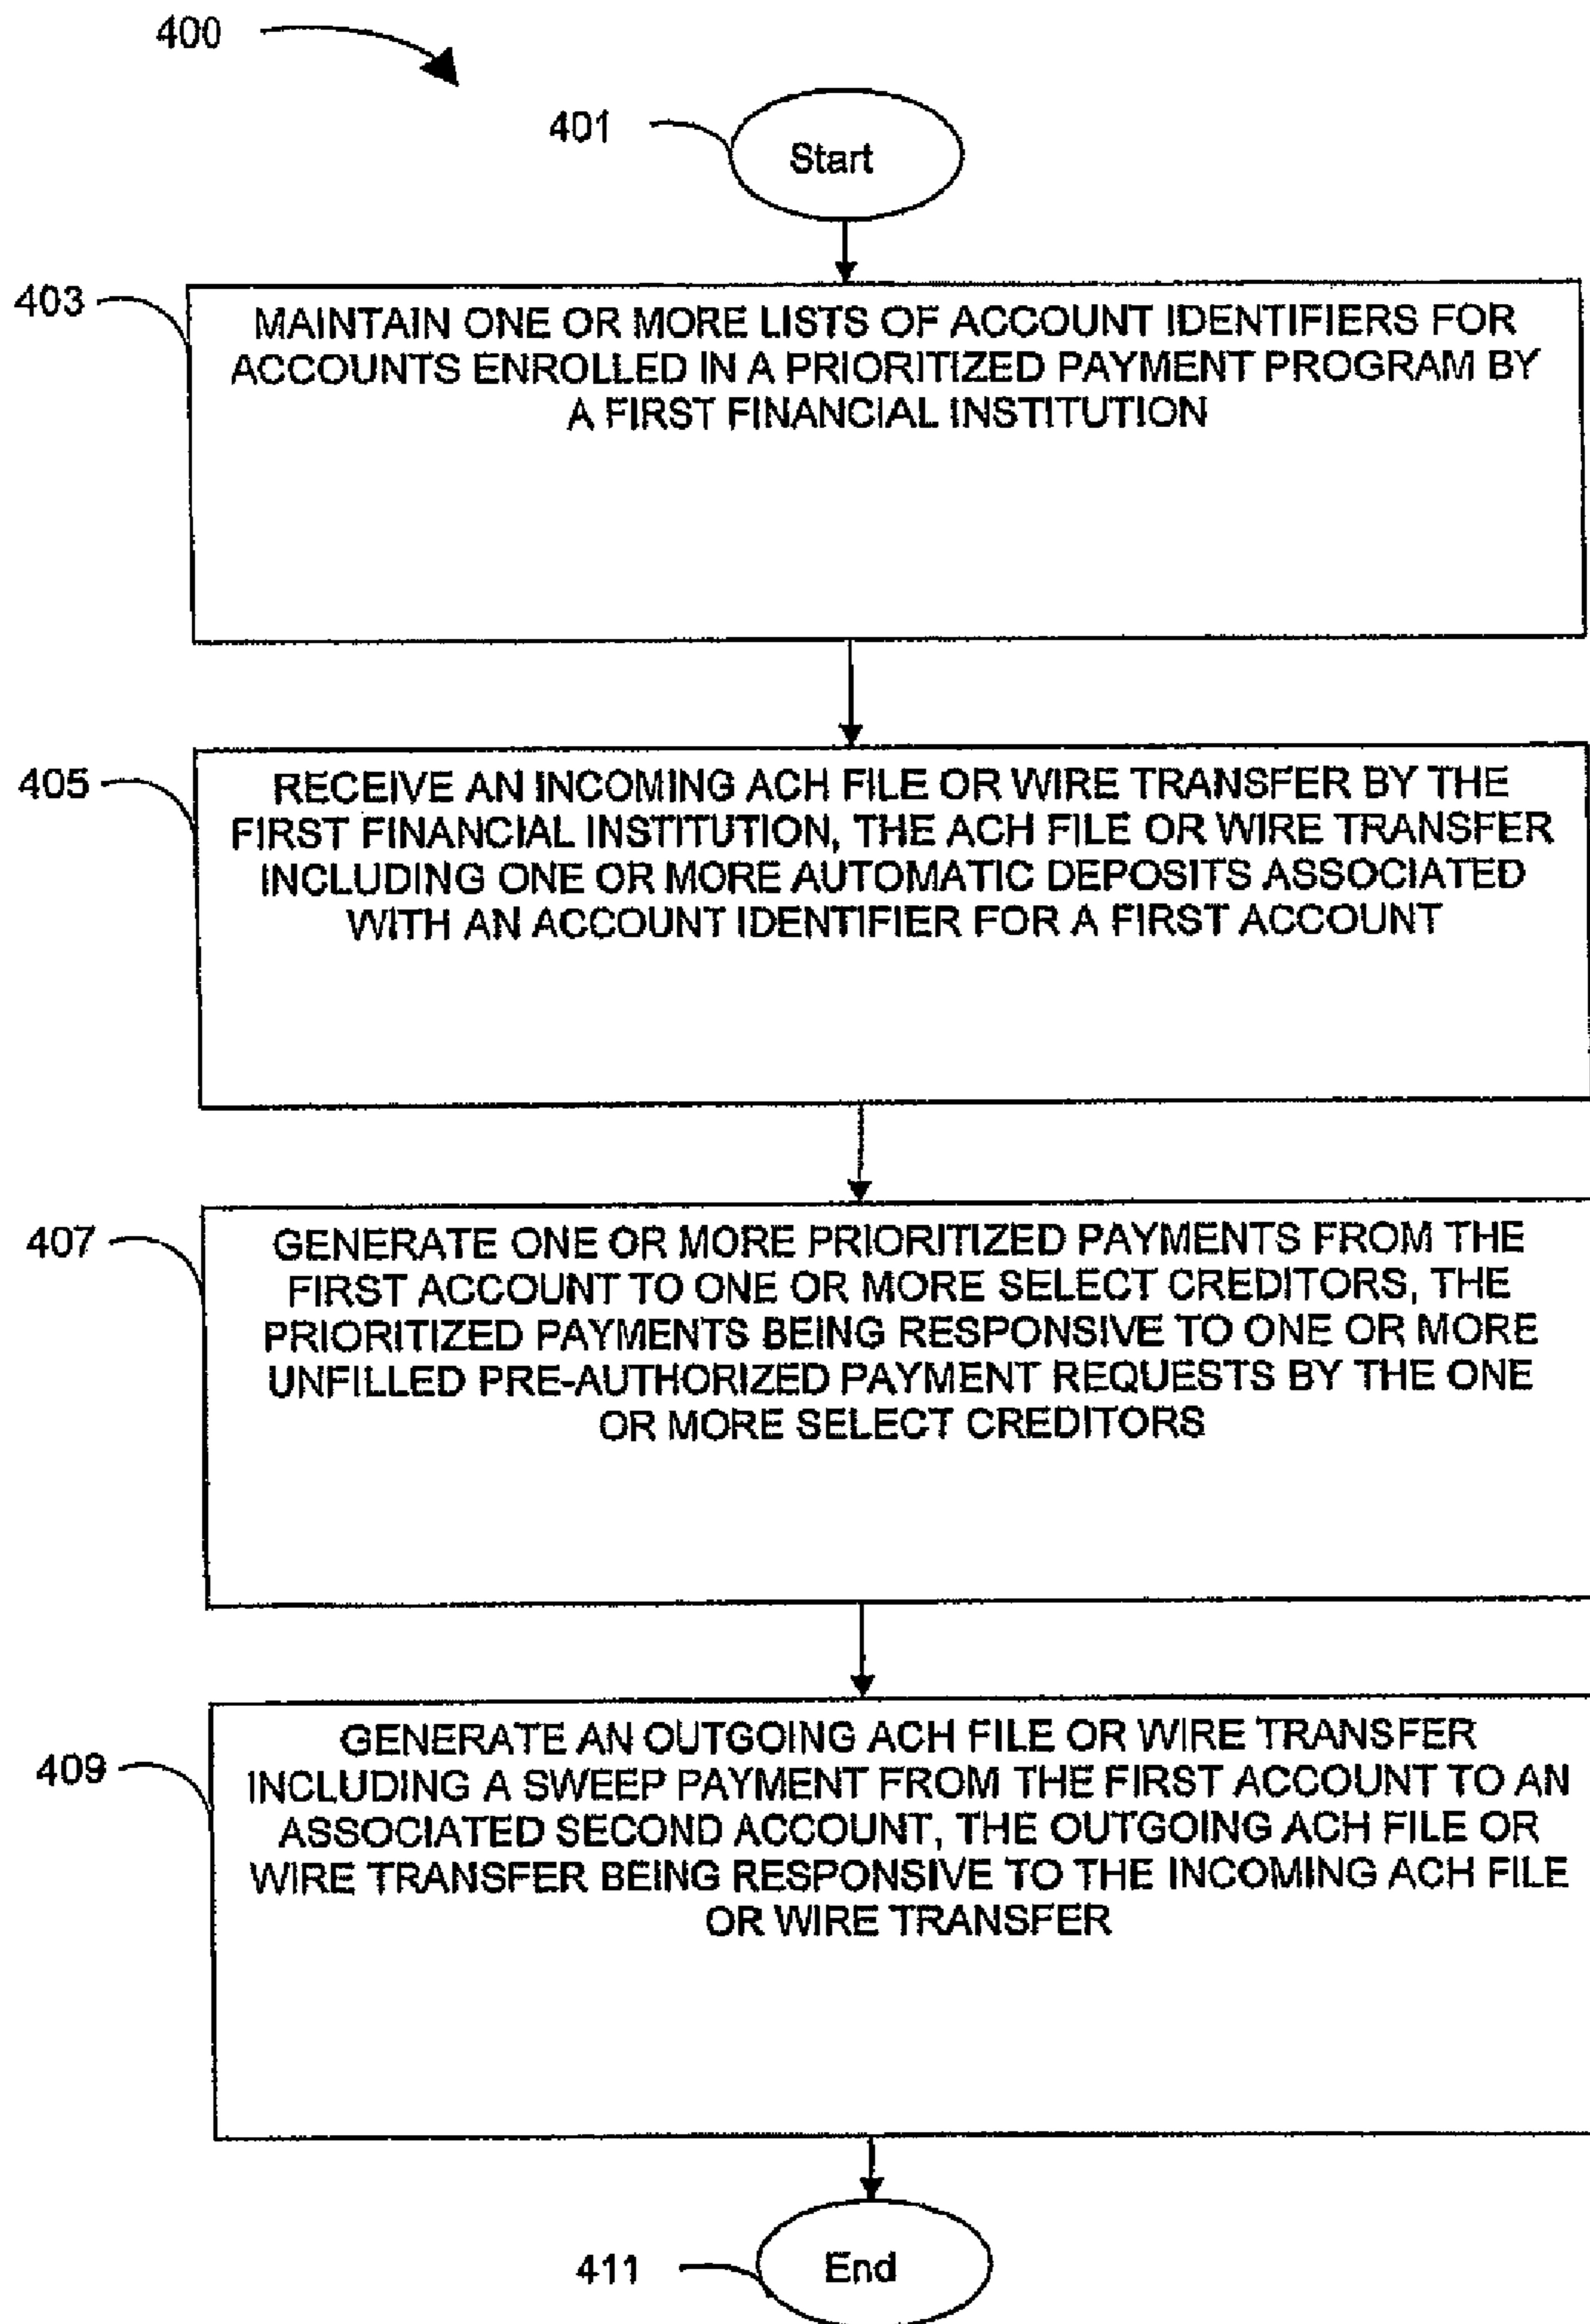 400
401
Start
403
MAINTAIN ONE OR MORE LISTS OF ACCOUNT IDENTIFIERS FOR
ACCOUNTS ENROLLED IN A PRIORITIZED PAYMENT PROGRAM BY
A FIRST FINANCIAL INSTITUTION
405
RECEIVE AN INCOMING ACH FILE OR WIRE TRANSFER BY THE
FIRST FINANCIAL INSTITUTION, THE ACH FILE OR WIRE TRANSFER
INCLUDING ONE OR MORE AUTOMATIC DEPOSITS ASSOCIATED
WITH AN ACCOUNT IDENTIFIER FOR A FIRST ACCOUNT
407
GENERATE ONE OR MORE PRIORITIZED PAYMENTS FROM THE
FIRST ACCOUNT TO ONE OR MORE SELECT CREDITORS, THE
PRIORITIZED PAYMENTS BEING RESPONSIVE TO ONE OR MORE
UNFILLED PRE-AUTHORIZED PAYMENT REQUESTS BY THE ONE
OR MORE SELECT CREDITORS
409
GENERATE AN OUTGOING ACH FILE OR WIRE TRANSFER
INCLUDING A SWEEP PAYMENT FROM THE FIRST ACCOUNT TO AN
ASSOCIATED SECOND ACCOUNT, THE OUTGOING ACH FILE OR
WIRE TRANSFER BEING RESPONSIVE TO THE INCOMING ACH FILE
OR WIRE TRANSFER
411
End